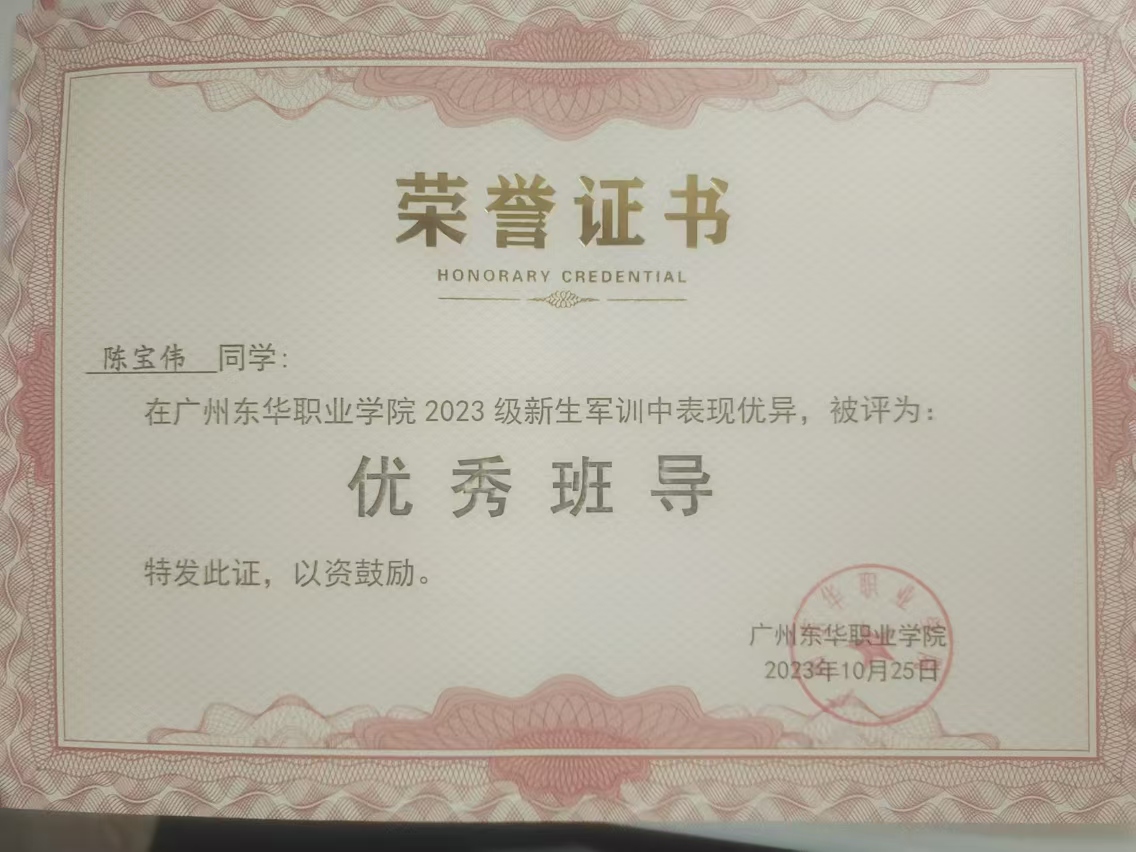 荣誉证书
HONORARY CREDENTIAL
陈宝伟 同学:
在广州东华职业学院 2023 级新生军训中表现优异，被评为：
优秀班导
特发此证，以资鼓励。
广州东华职业学院
2023年10月25日